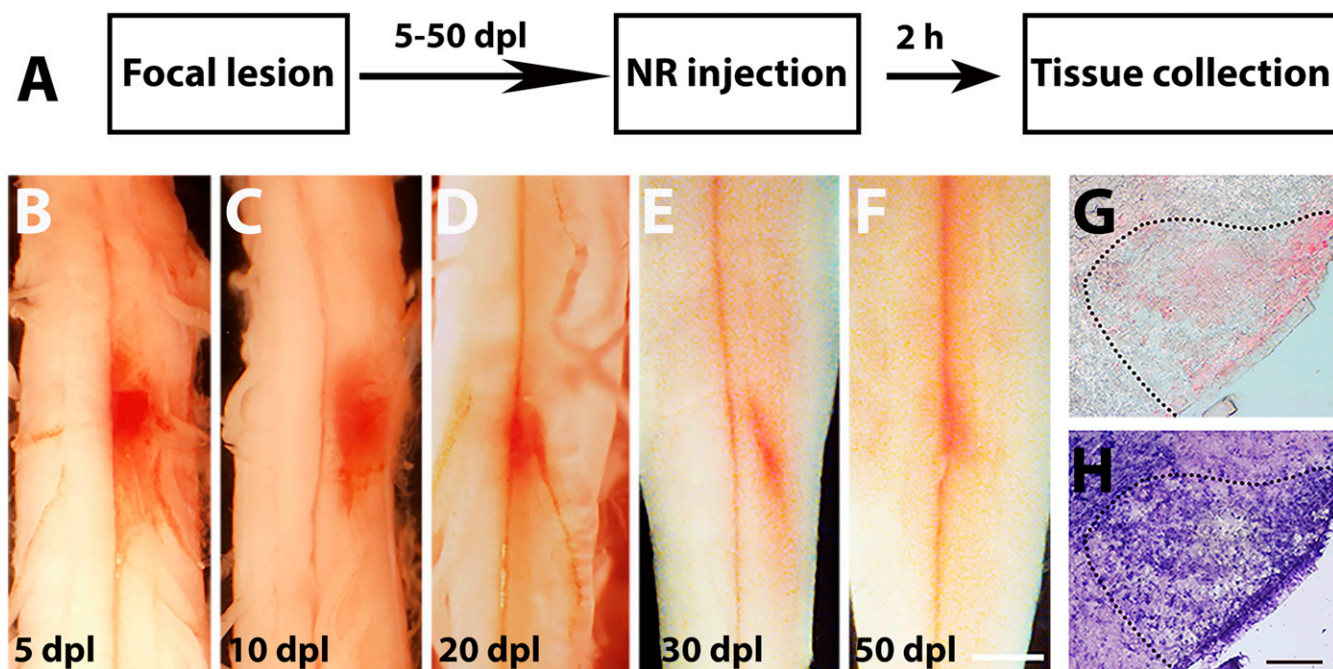 A
Focal lesion
5-50 dpl
NR injection
2 h
Tissue collection
B
C
D
E
F
G
H
5 dpl
10 dpl
20 dpl
30 dpl
50 dpl